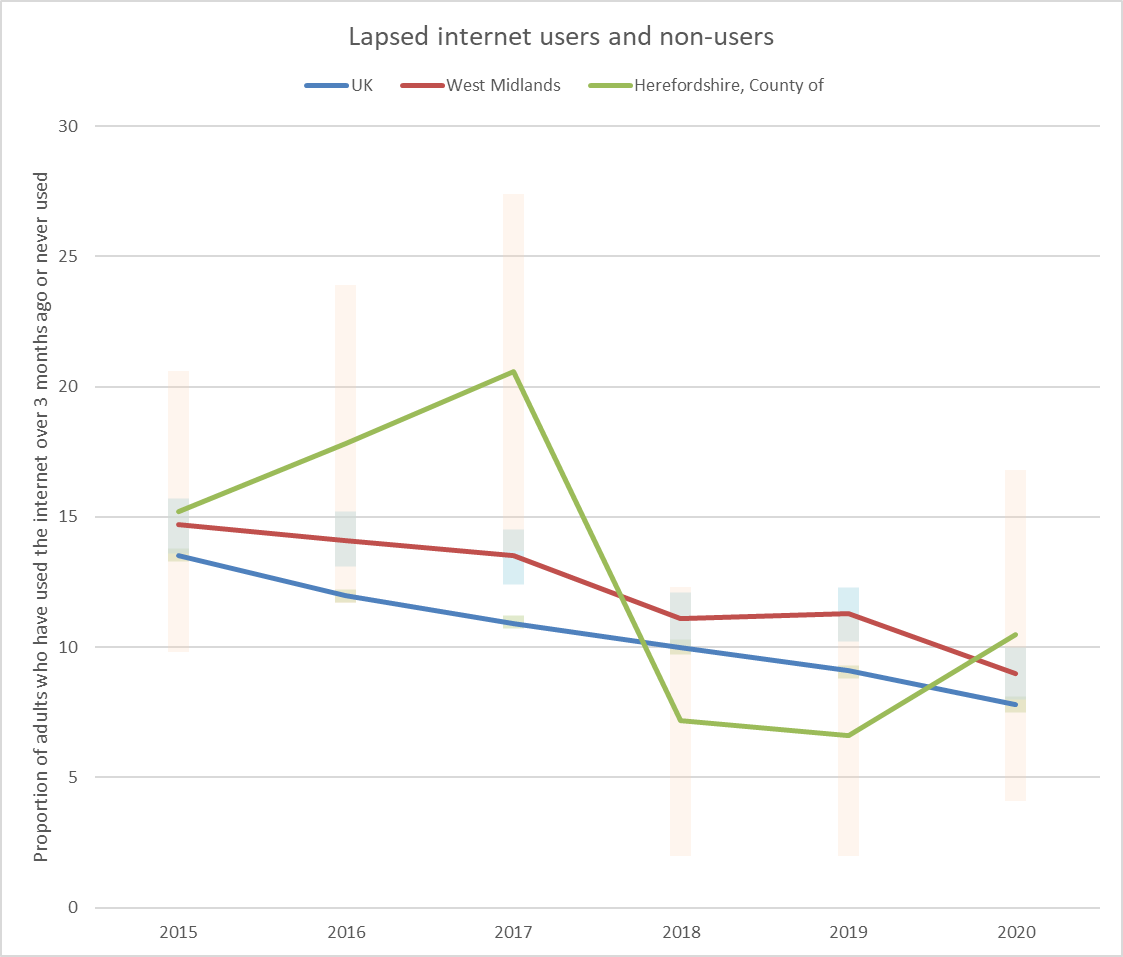 Lapsed internet users and non-users
UK West Midlands Herefordshire, County of
Proportion of adults who have used the internet over 3 months ago or never used
30
25
20
15
10
5
0
2015 2016 2017 2018 2019 2020